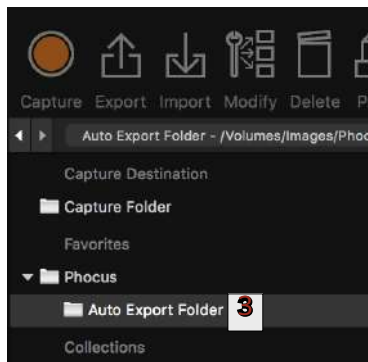 Capture Export Import Modify Delete
Auto Export Folder - /Volumes/Images/Phoc
Capture Destination
Capture Folder
Favorites
Phocus
Auto Export Folder 3
Collections